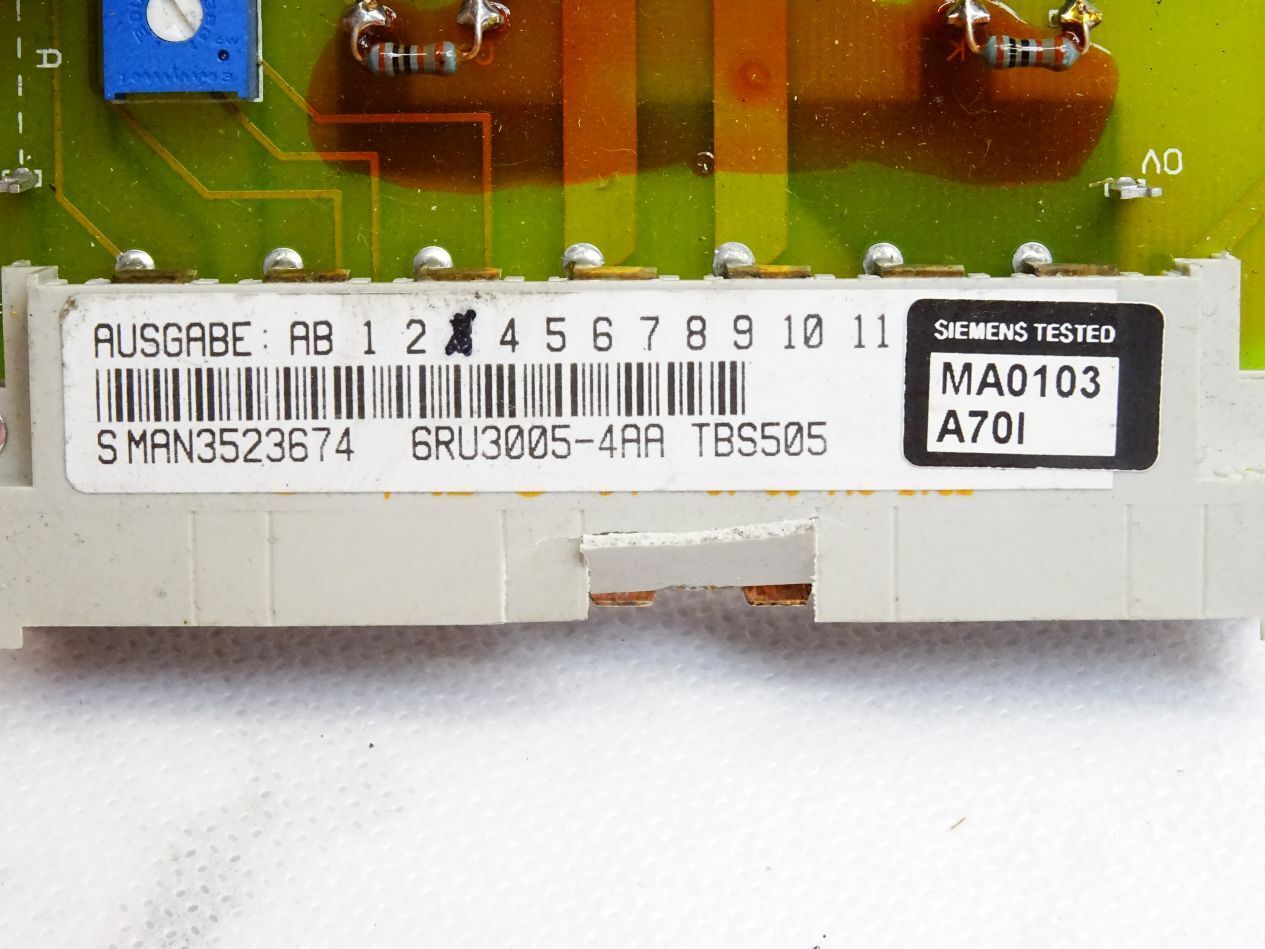 0V
AUSGABE: AB 1 2 4 5 6 7 8 9 10 11
S MAN3523674 6RU3005-4AA TBS505
SIEMENS TESTED
MA0103
A70I